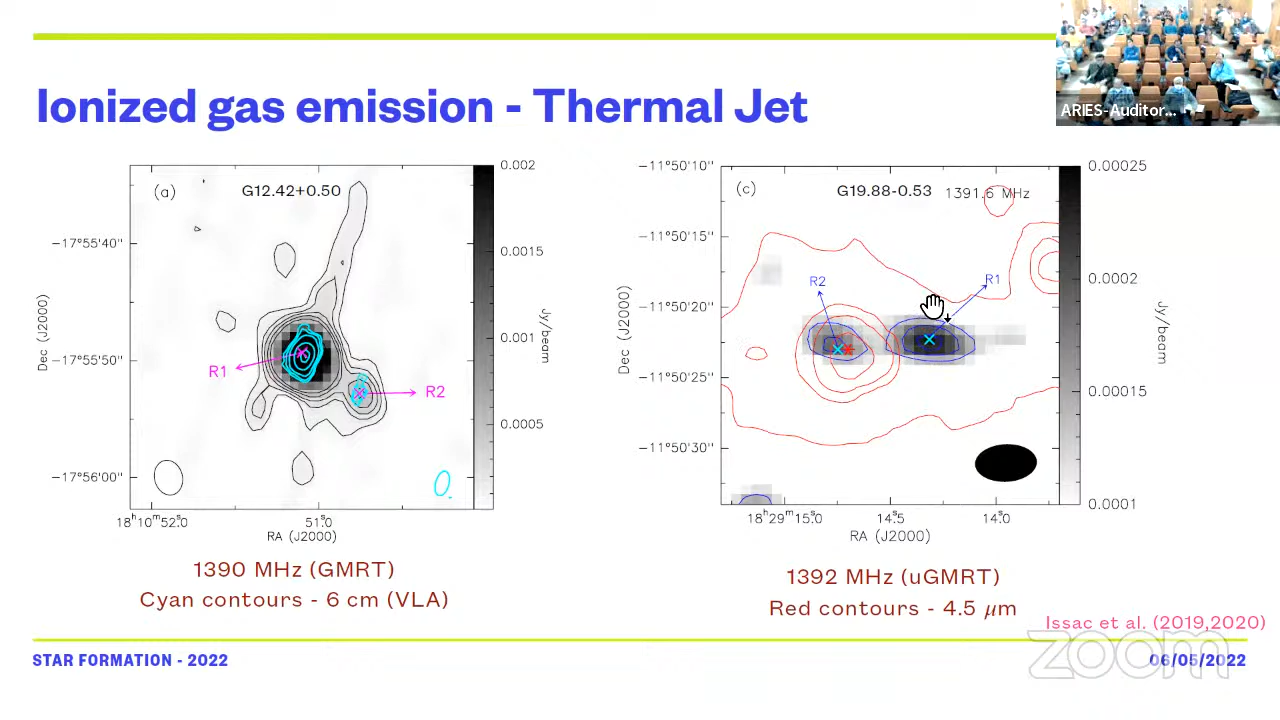 ARIES-Auditor...
Ionized gas emission - Thermal Jet
(a) G12.42+0.50
0.002
0.0015
0.001
0.0005
Jy/beam
-17°55'40"
-17°55'50"
-17°56'00"
Dec (J2000)
R1
R2
18h10m52s.0 51s.0
RA (J2000)
1390 MHz (GMRT)
Cyan contours - 6 cm (VLA)
(c) G19.88-0.53 1391.6 MHz
0.00025
0.0002
0.00015
0.0001
Jy/beam
-11°50'10"
-11°50'15"
-11°50'20"
-11°50'25"
-11°50'30"
Dec (J2000)
R2
R1
18h29m15s.0 14s.5 14s.0
RA (J2000)
1392 MHz (uGMRT)
Red contours - 4.5 μm
Issac et al. (2019,2020)
STAR FORMATION - 2022
06/05/2022
zoom